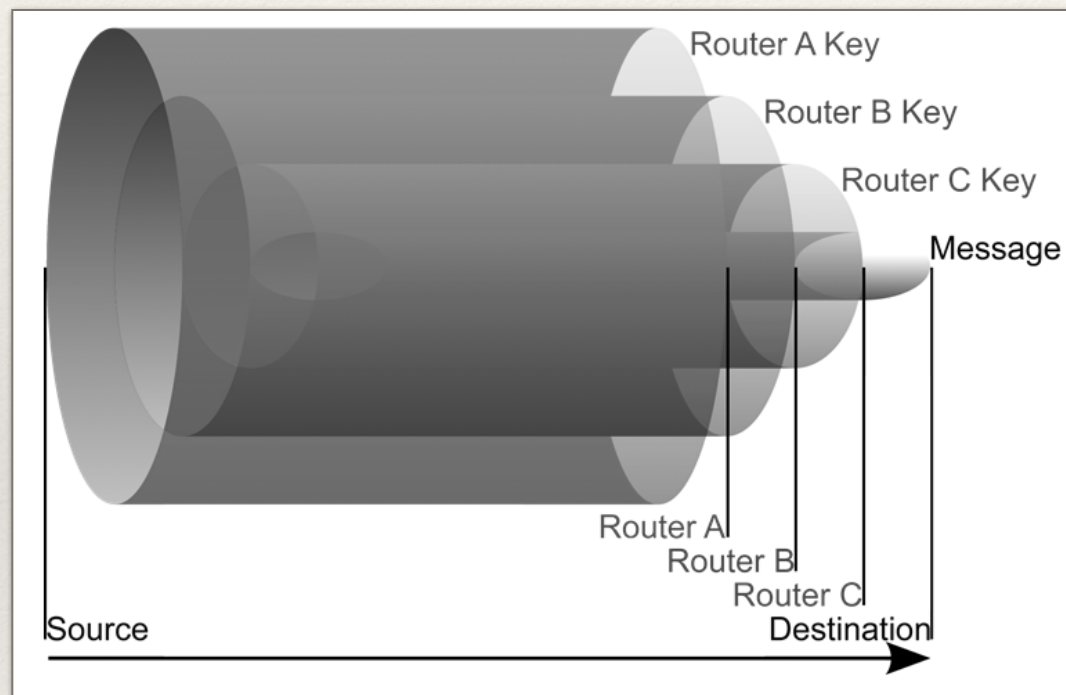 Router A Key
Router B Key
Router C Key
Message
Router A
Router B
Router C
Source
Destination